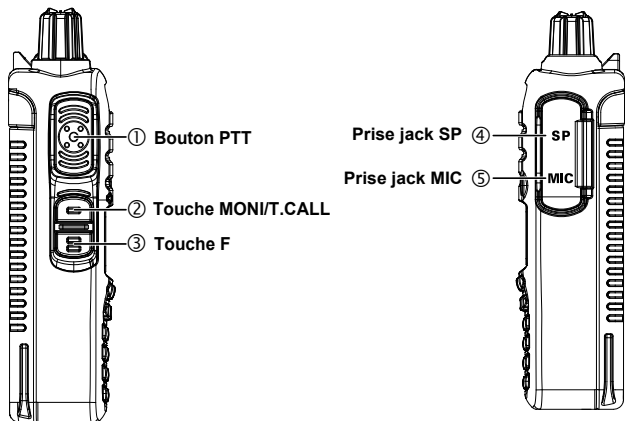 ① Bouton PTT
② Touche MONI/T.CALL
③ Touche F
Prise jack SP ④ SP
Prise jack MIC ⑤ MIC